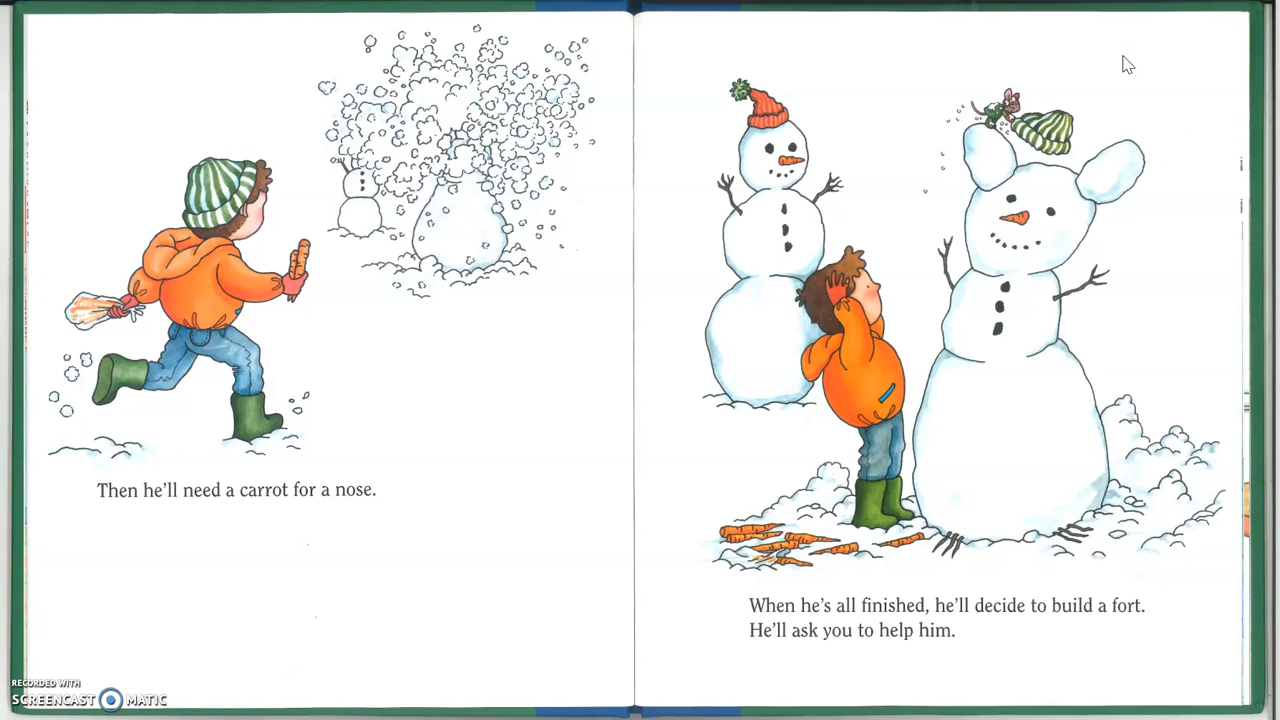 Then he'll need a carrot for a nose.
When he's all finished, he'll decide to build a fort.
He'll ask you to help him.
RECORDED WITH
SCREENCAST MATIC